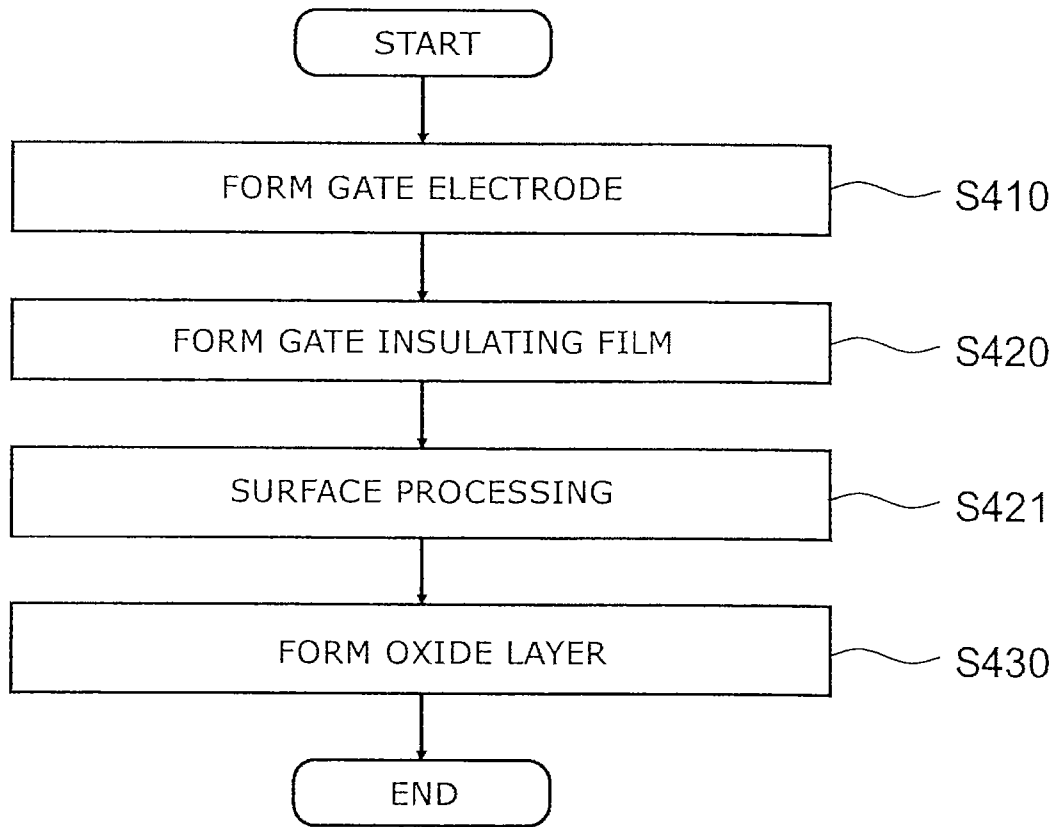 START
FORM GATE ELECTRODE
S410
FORM GATE INSULATING FILM
S420
SURFACE PROCESSING
S421
FORM OXIDE LAYER
S430
END